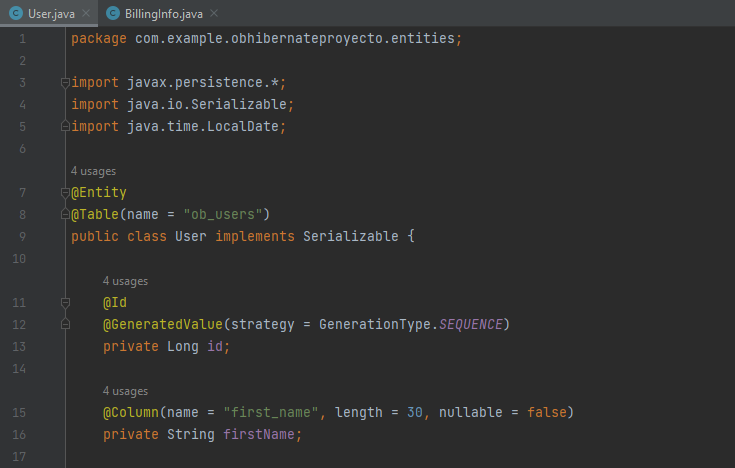 User.java BillingInfo.java
1 package com.example.obhibernateproyecto.entities;
2
3 import javax.persistence.*;
4 import java.io.Serializable;
5 import java.time.LocalDate;
6
4 usages
7 @Entity
8 @Table(name = "ob_users")
9 public class User implements Serializable {
10
4 usages
11 @Id
12 @GeneratedValue(strategy = GenerationType.SEQUENCE)
13 private Long id;
14
4 usages
15 @Column(name = "first_name", length = 30, nullable = false)
16 private String firstName;
17